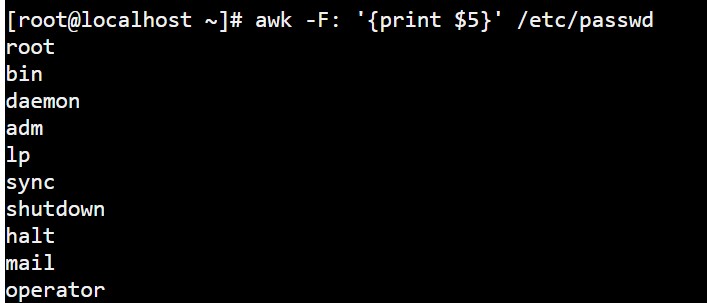 [root@localhost ~]# awk -F: '{print $5}' /etc/passwd
root
bin
daemon
adm
lp
sync
shutdown
halt
mail
operator